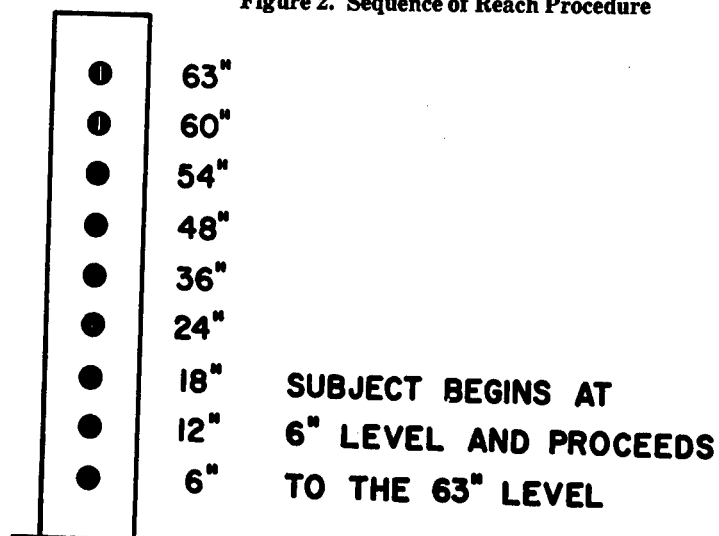 Figure 2. Sequence of Reach Procedure
63"
60"
54"
48"
36"
24"
18"
12"
6"
SUBJECT BEGINS AT
6" LEVEL AND PROCEEDS
TO THE 63" LEVEL